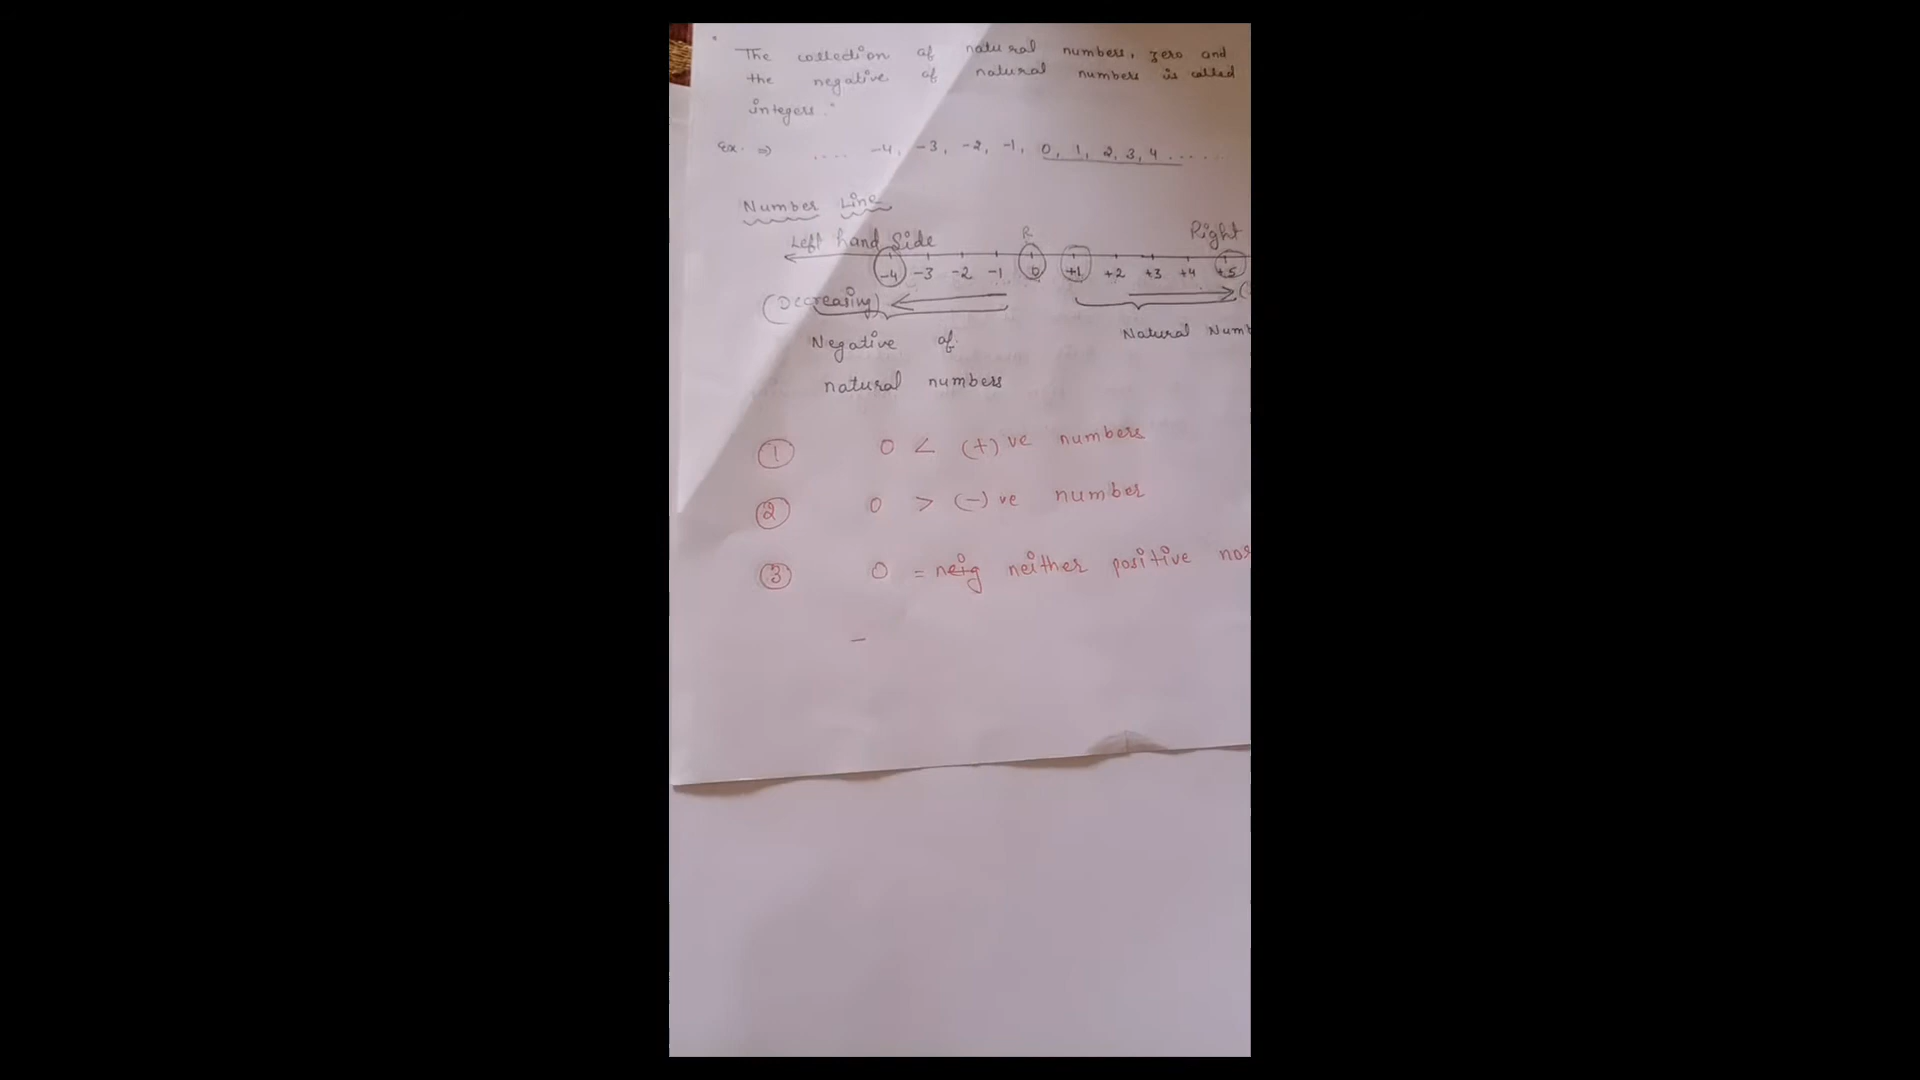 "The collection of natural numbers, zero and
the negative of natural numbers is called
integers."
Ex. ⇒ .... -4, -3, -2, -1, 0, 1, 2, 3, 4 ......
Number Line
Left hand Side R Right
-4 -3 -2 -1 0 +1 +2 +3 +4 +5
(Decreasing) (
Negative of Natural Numb
natural numbers
① 0 < (+)ve numbers
② 0 > (-)ve number
③ 0 = neig neither positive nor
-